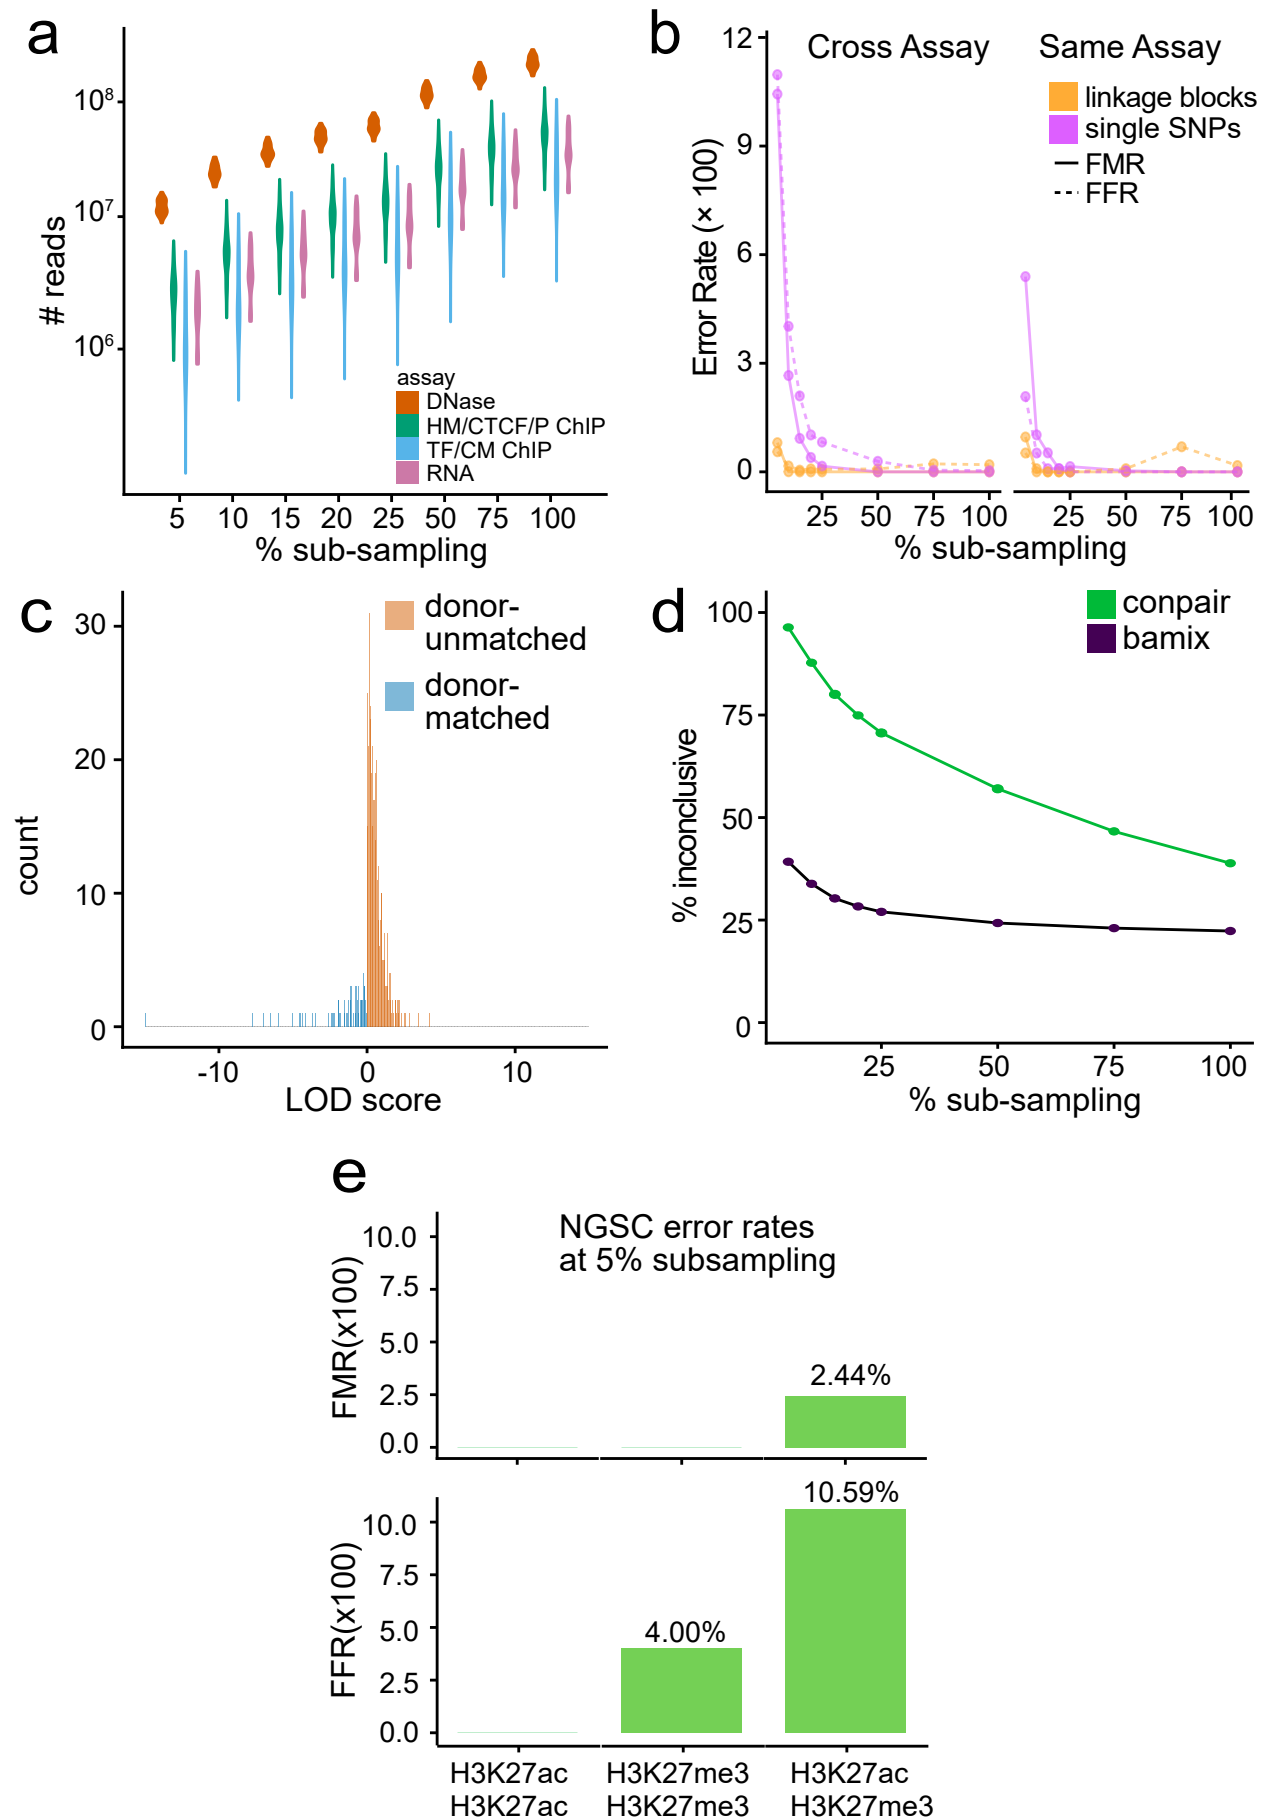 a
# reads
10⁸
10⁷
10⁶
assay
DNase
HM/CTCF/P ChIP
TF/CM ChIP
RNA
5 10 15 20 25 50 75 100
% sub-sampling
b
Error Rate (× 100)
12
9
6
3
0
Cross Assay
Same Assay
linkage blocks
single SNPs
FMR
FFR
25 50 75 100
25 50 75 100
% sub-sampling
c
count
30
20
10
0
donor-
unmatched
donor-
matched
-10 0 10
LOD score
d
% inconclusive
100
75
50
25
0
conpair
bamix
25 50 75 100
% sub-sampling
e
NGSC error rates
at 5% subsampling
FMR(x100)
10.0
7.5
5.0
2.5
0.0
2.44%
FFR(x100)
10.0
7.5
5.0
2.5
0.0
4.00%
10.59%
H3K27ac H3K27me3 H3K27ac
H3K27ac H3K27me3 H3K27me3